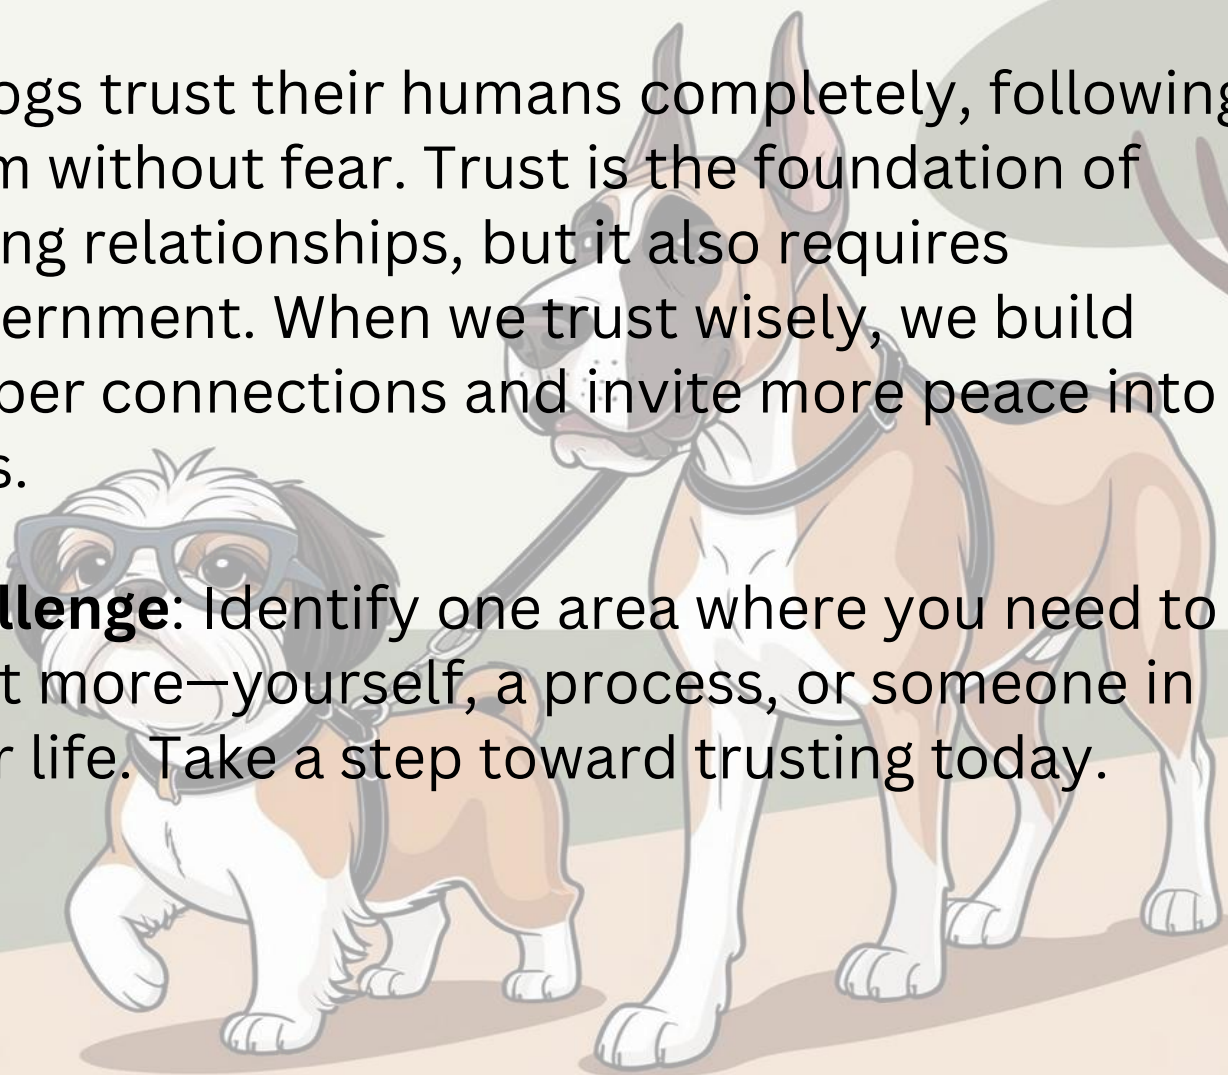 ogs trust their humans completely, following
m without fear. Trust is the foundation of
ng relationships, but it also requires
ernment. When we trust wisely, we build
per connections and invite more peace into
s.
llenge: Identify one area where you need to
t more—yourself, a process, or someone in
r life. Take a step toward trusting today.